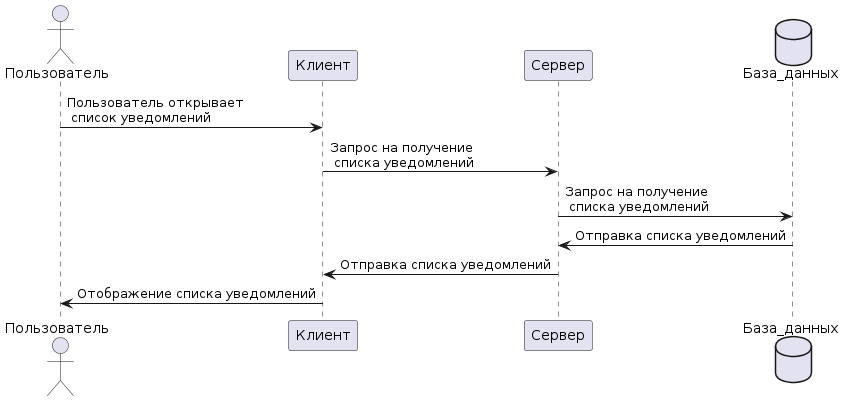 Пользователь
Клиент
Сервер
База_данных
Пользователь открывает
список уведомлений
Запрос на получение
списка уведомлений
Запрос на получение
списка уведомлений
Отправка списка уведомлений
Отправка списка уведомлений
Отображение списка уведомлений
Пользователь
Клиент
Сервер
База_данных